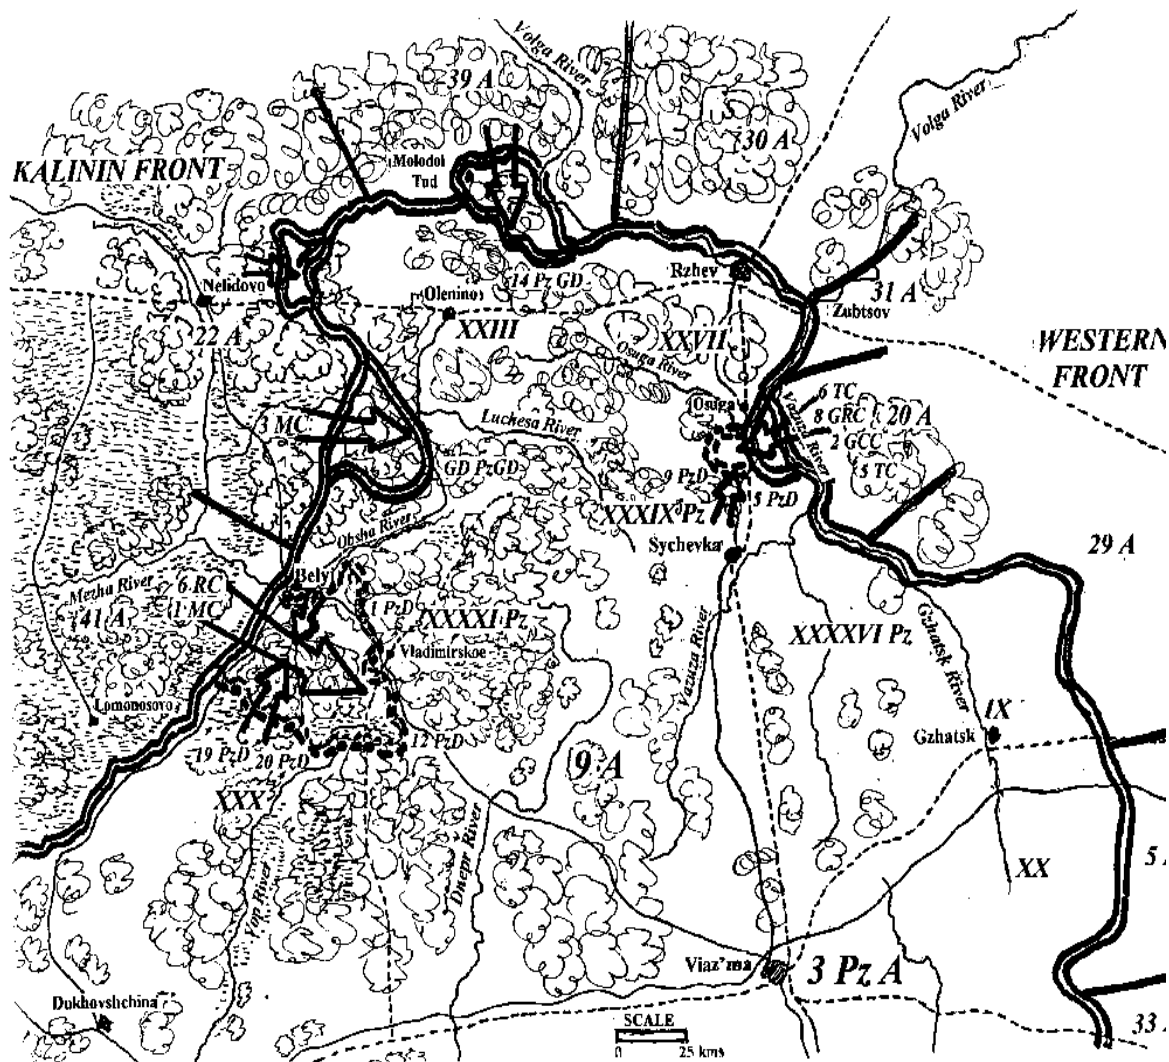 Volga River
39 A
Volga River
30 A
KALININ FRONT
Molodoi
Tud
Nelidovo
14 PzGD
Rzhev
31 A
Olenino
Zubtsov
22 A
XXIII
XXVII
WESTERN
FRONT
Osuga River
Osuga
6 TC
8 GRC
20 A
2 GCC
5 TC
Vazuza River
3 MC
Luchesa River
GD PzGD
9 PzD
5 PzD
XXXIX Pz
Obsha River
Sychevka
29 A
Mezha River
6 RC
Belyi
41 A
1 MC
1 PzD
XXXXI Pz
XXXXVI Pz
Gzhatsk River
Vladimirskoe
Vazuza River
Lomonosovo
IX
Gzhatsk
19 PzD
20 PzD
12 PzD
9 A
XXX
Dnepr River
5 A
XX
Vop River
Viaz'ma
3 Pz A
Dukhovshchina
SCALE
0 25 kms
33 A